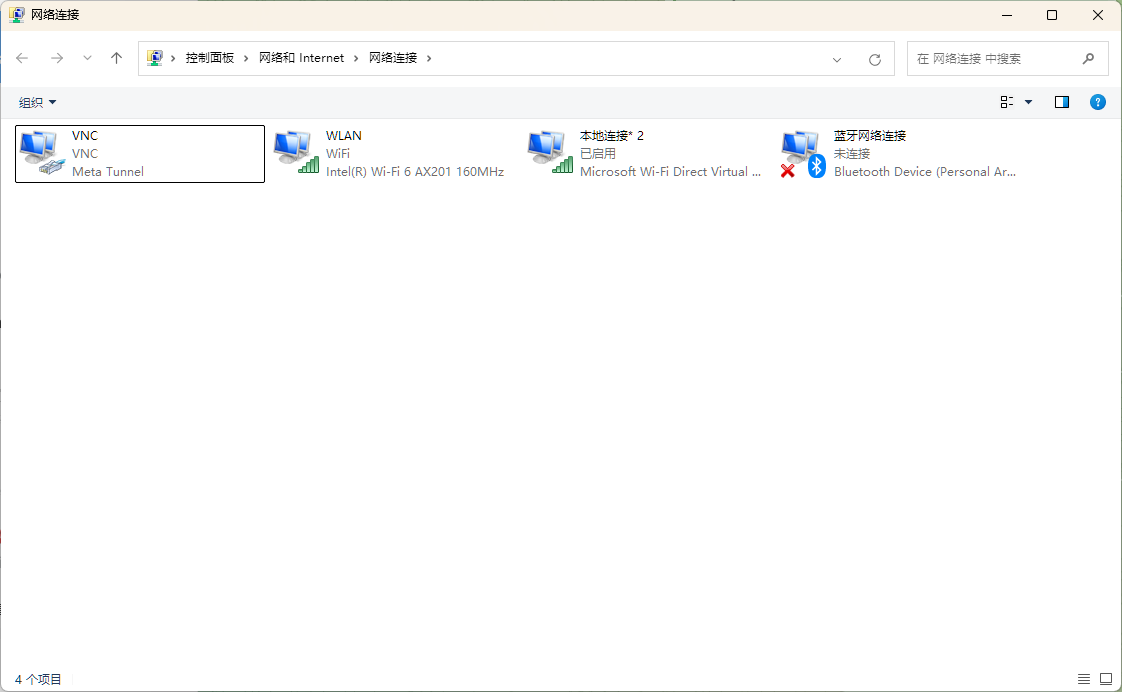 网络连接
控制面板 网络和 Internet 网络连接
在 网络连接 中搜索
组织
VNC
VNC
Meta Tunnel
WLAN
WiFi
Intel(R) Wi-Fi 6 AX201 160MHz
本地连接* 2
已启用
Microsoft Wi-Fi Direct Virtual ...
蓝牙网络连接
未连接
Bluetooth Device (Personal Ar...
4 个项目